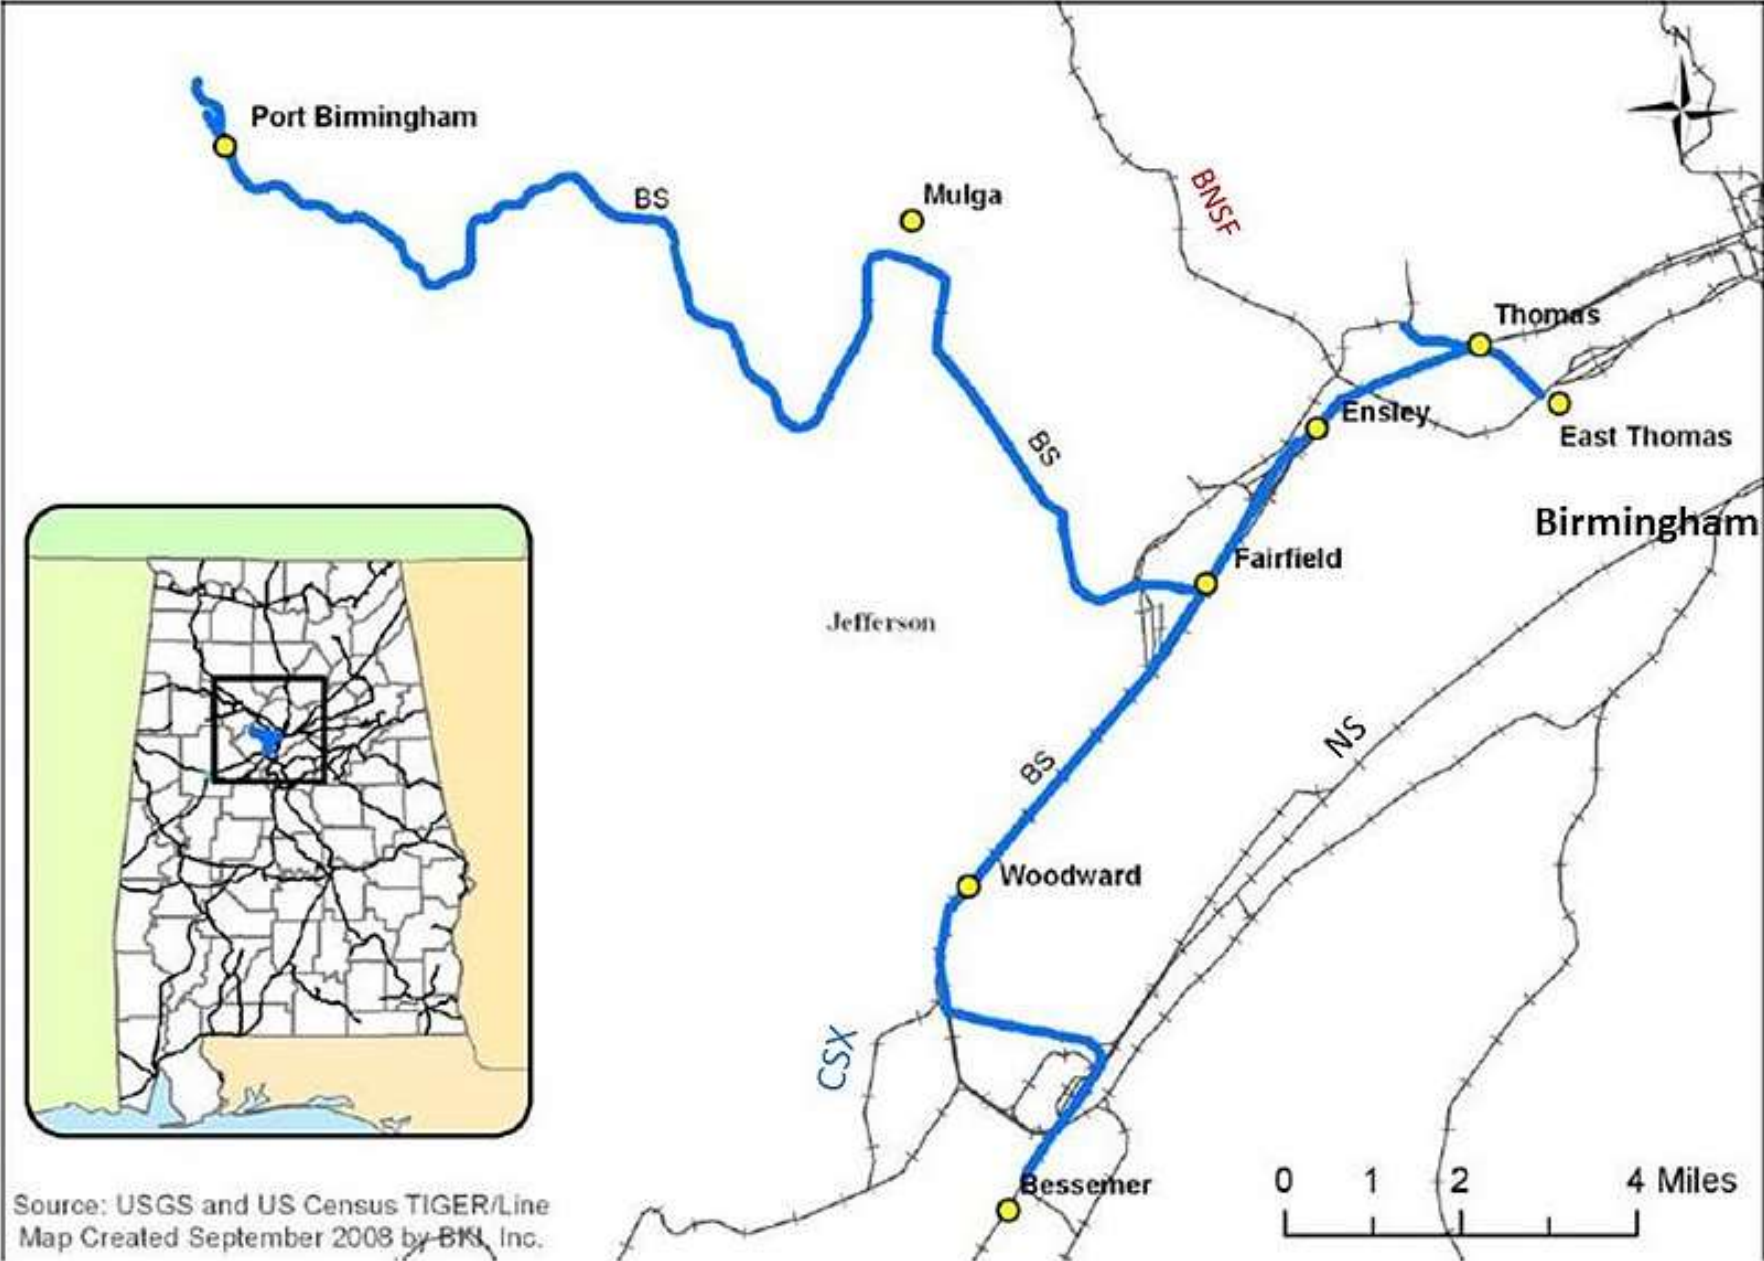 N
Port Birmingham
BS
Mulga
BNSF
Thomas
Ensley
East Thomas
BS
Birmingham
Fairfield
Jefferson
NS
BS
Woodward
CSX
Bessemer
0 1 2 4 Miles
Source: USGS and US Census TIGER/Line
Map Created September 2008 by BKI, Inc.